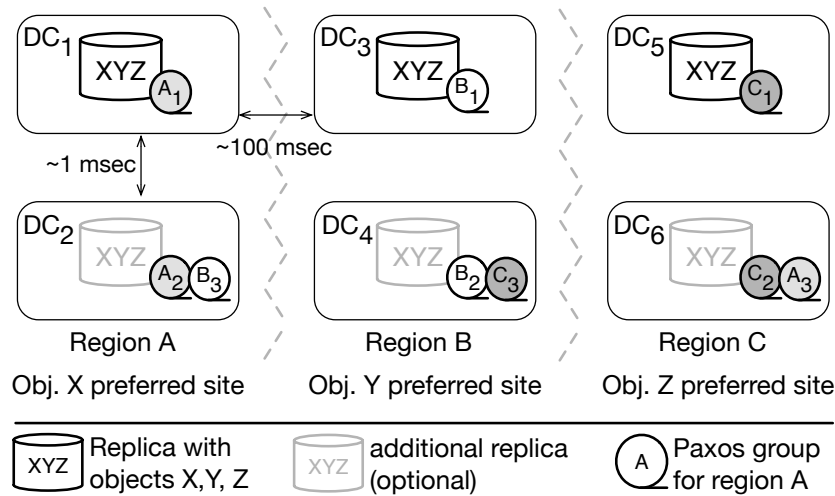 DC1 XYZ A1
DC3 XYZ B1
DC5 XYZ C1
~1 msec
~100 msec
DC2 XYZ A2 B3
DC4 XYZ B2 C3
DC6 XYZ C2 A3
Region A
Region B
Region C
Obj. X preferred site
Obj. Y preferred site
Obj. Z preferred site
XYZ
Replica with
objects X,Y, Z
XYZ
additional replica
(optional)
A
Paxos group
for region A